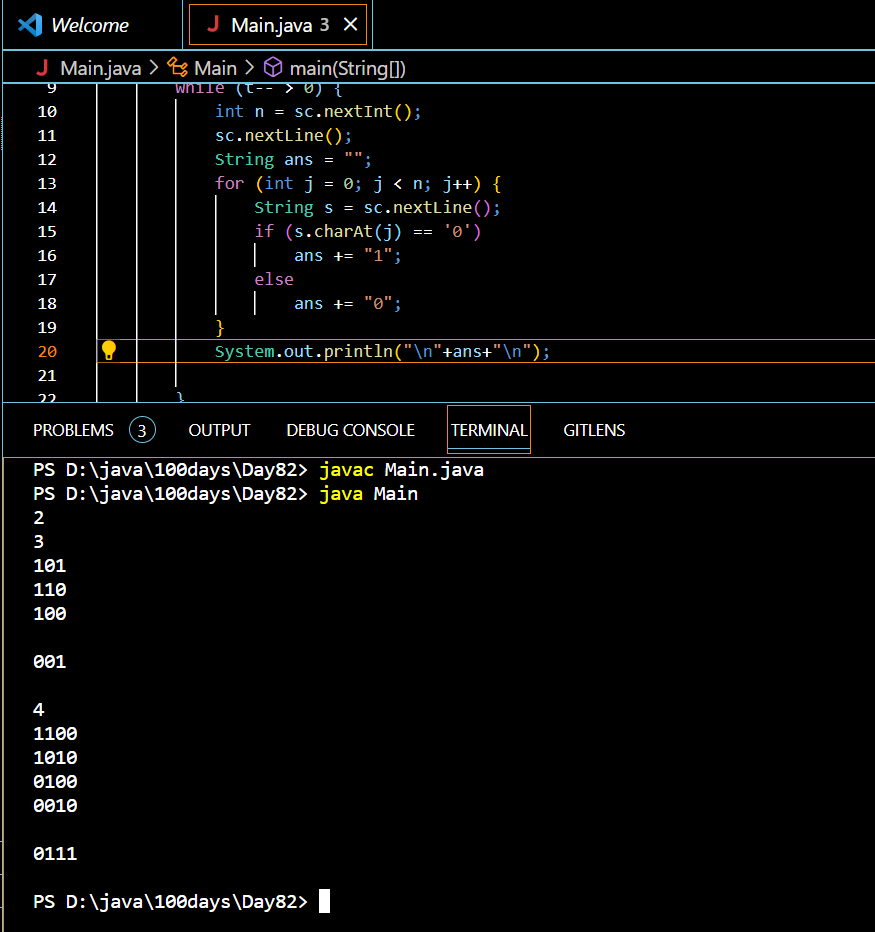 Welcome
J Main.java 3 ×
J Main.java > Main > main(String[])
9 while (t-- > 0) {
10 int n = sc.nextInt();
11 sc.nextLine();
12 String ans = "";
13 for (int j = 0; j < n; j++) {
14 String s = sc.nextLine();
15 if (s.charAt(j) == '0')
16 ans += "1";
17 else
18 ans += "0";
19 }
20 System.out.println("\n"+ans+"\n");
21
22 }
PROBLEMS 3 OUTPUT DEBUG CONSOLE TERMINAL GITLENS
PS D:\java\100days\Day82> javac Main.java
PS D:\java\100days\Day82> java Main
2
3
101
110
100
001
4
1100
1010
0100
0010
0111
PS D:\java\100days\Day82>